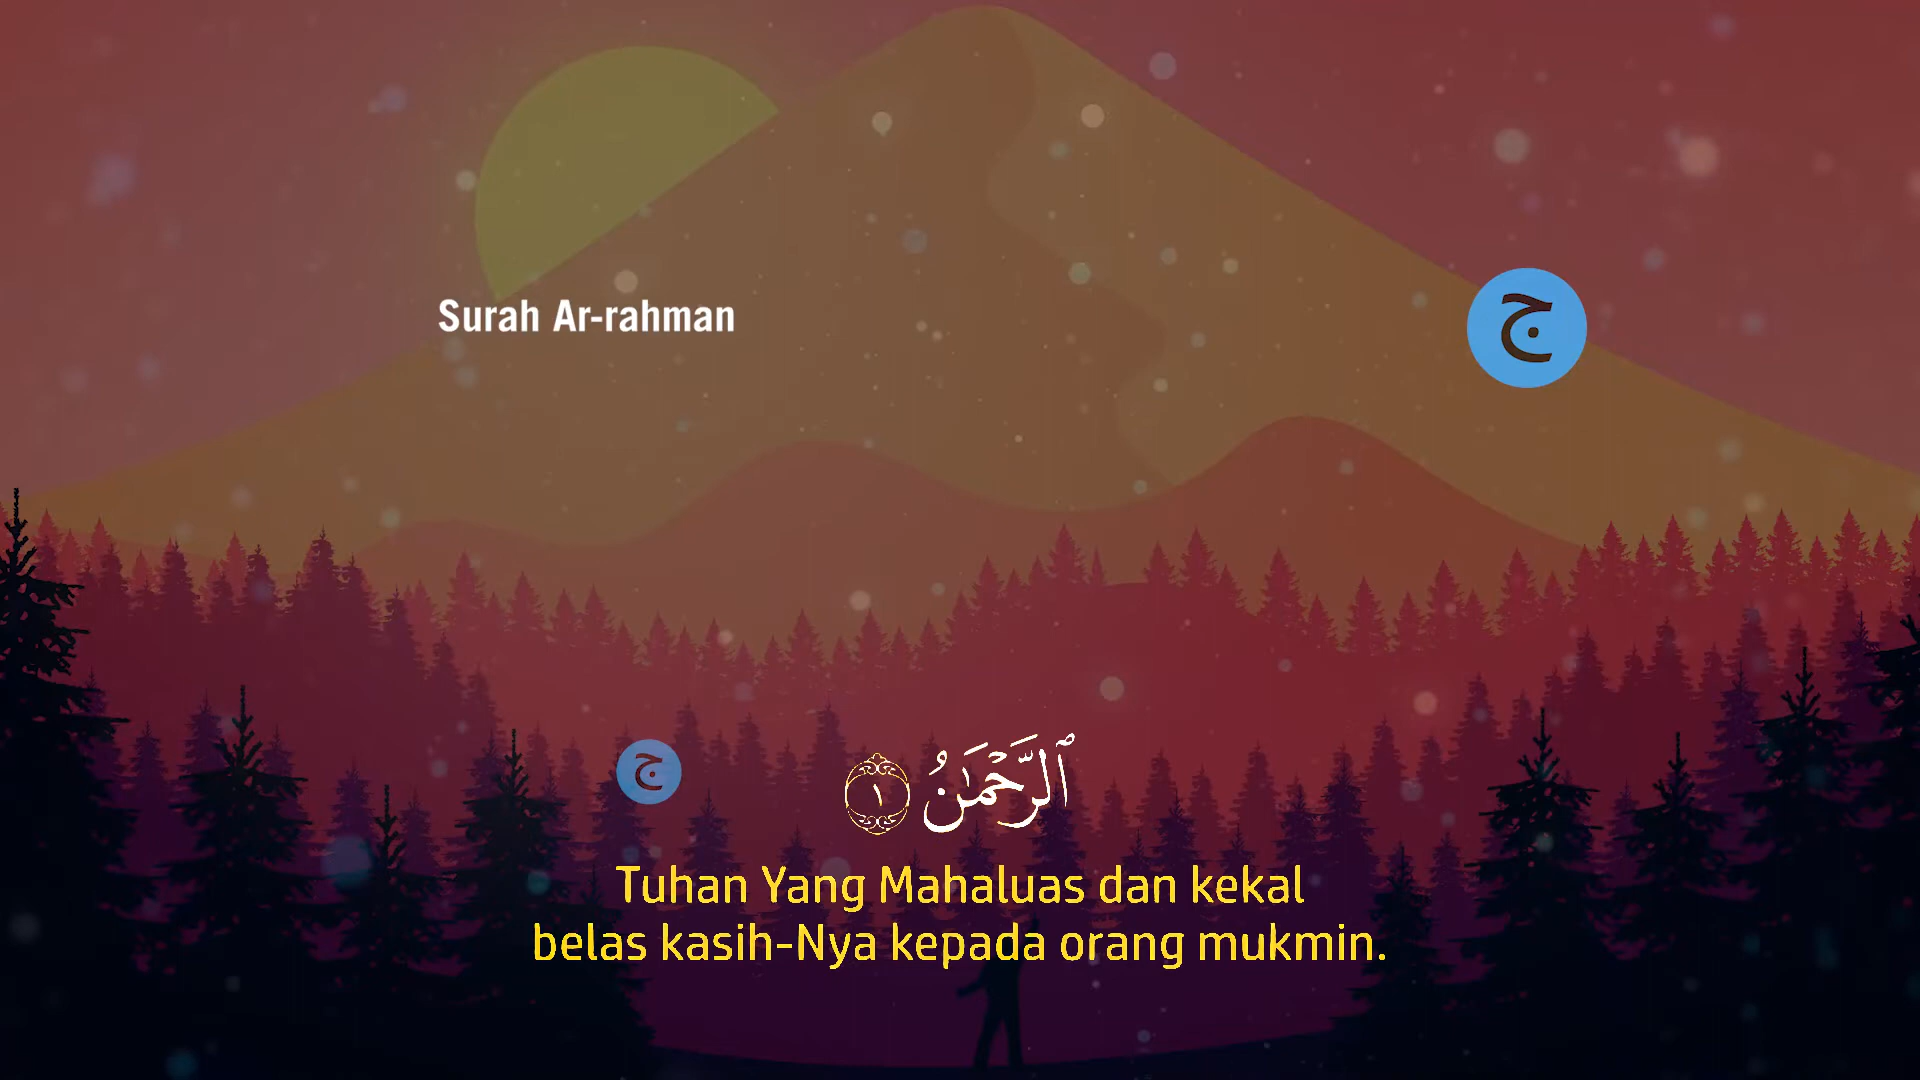 Surah Ar-rahman
ج
ج
ٱلرَّحْمَـٰنُ ١
Tuhan Yang Mahaluas dan kekal
belas kasih-Nya kepada orang mukmin.